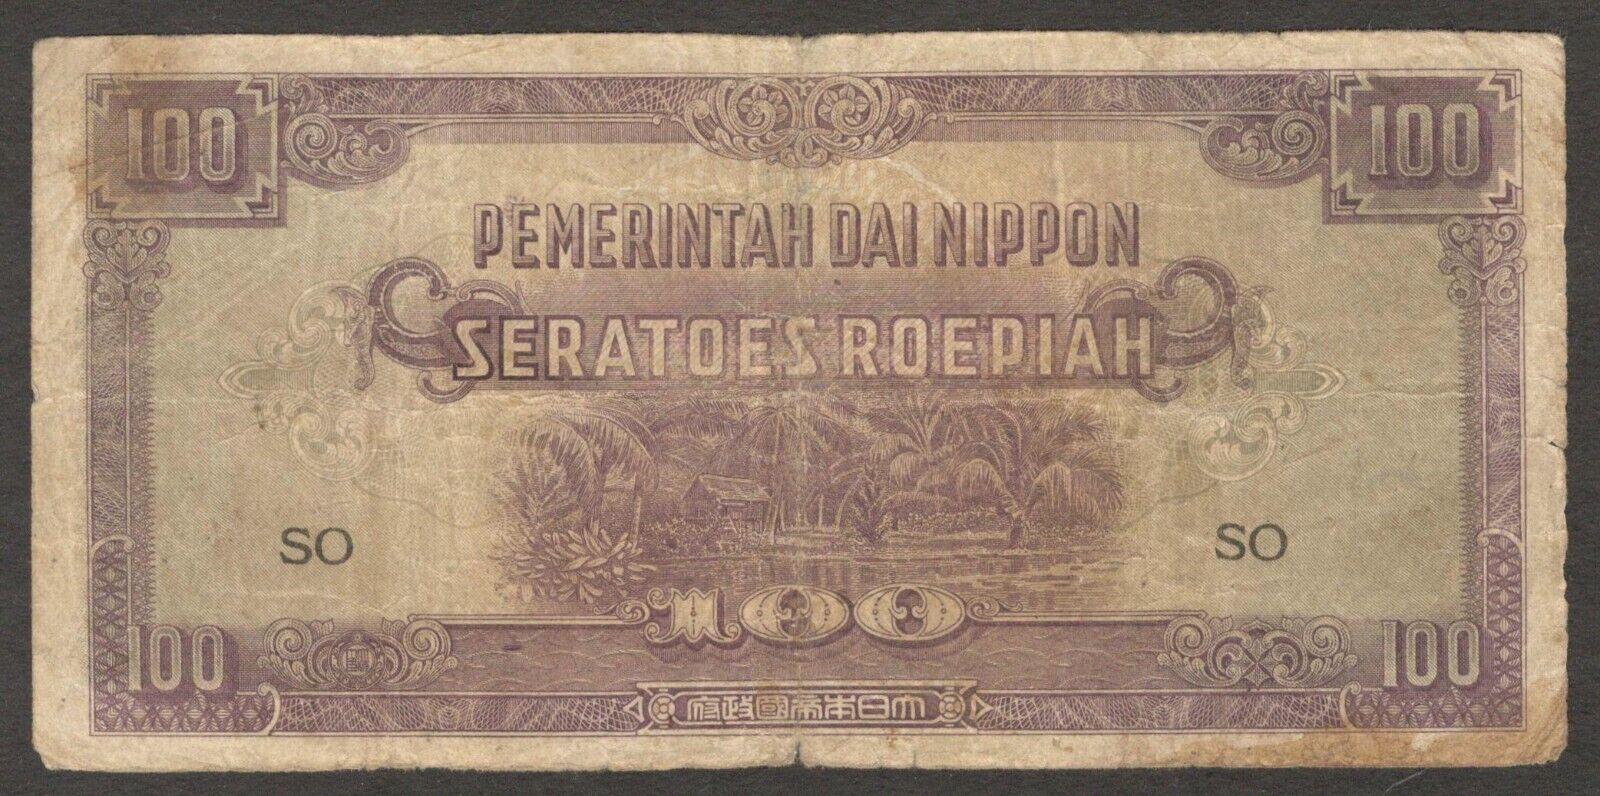 100 100
PEMERINTAH DAI NIPPON
SERATOES ROEPIAH
SO SO
100
100 100
大日本帝國政府